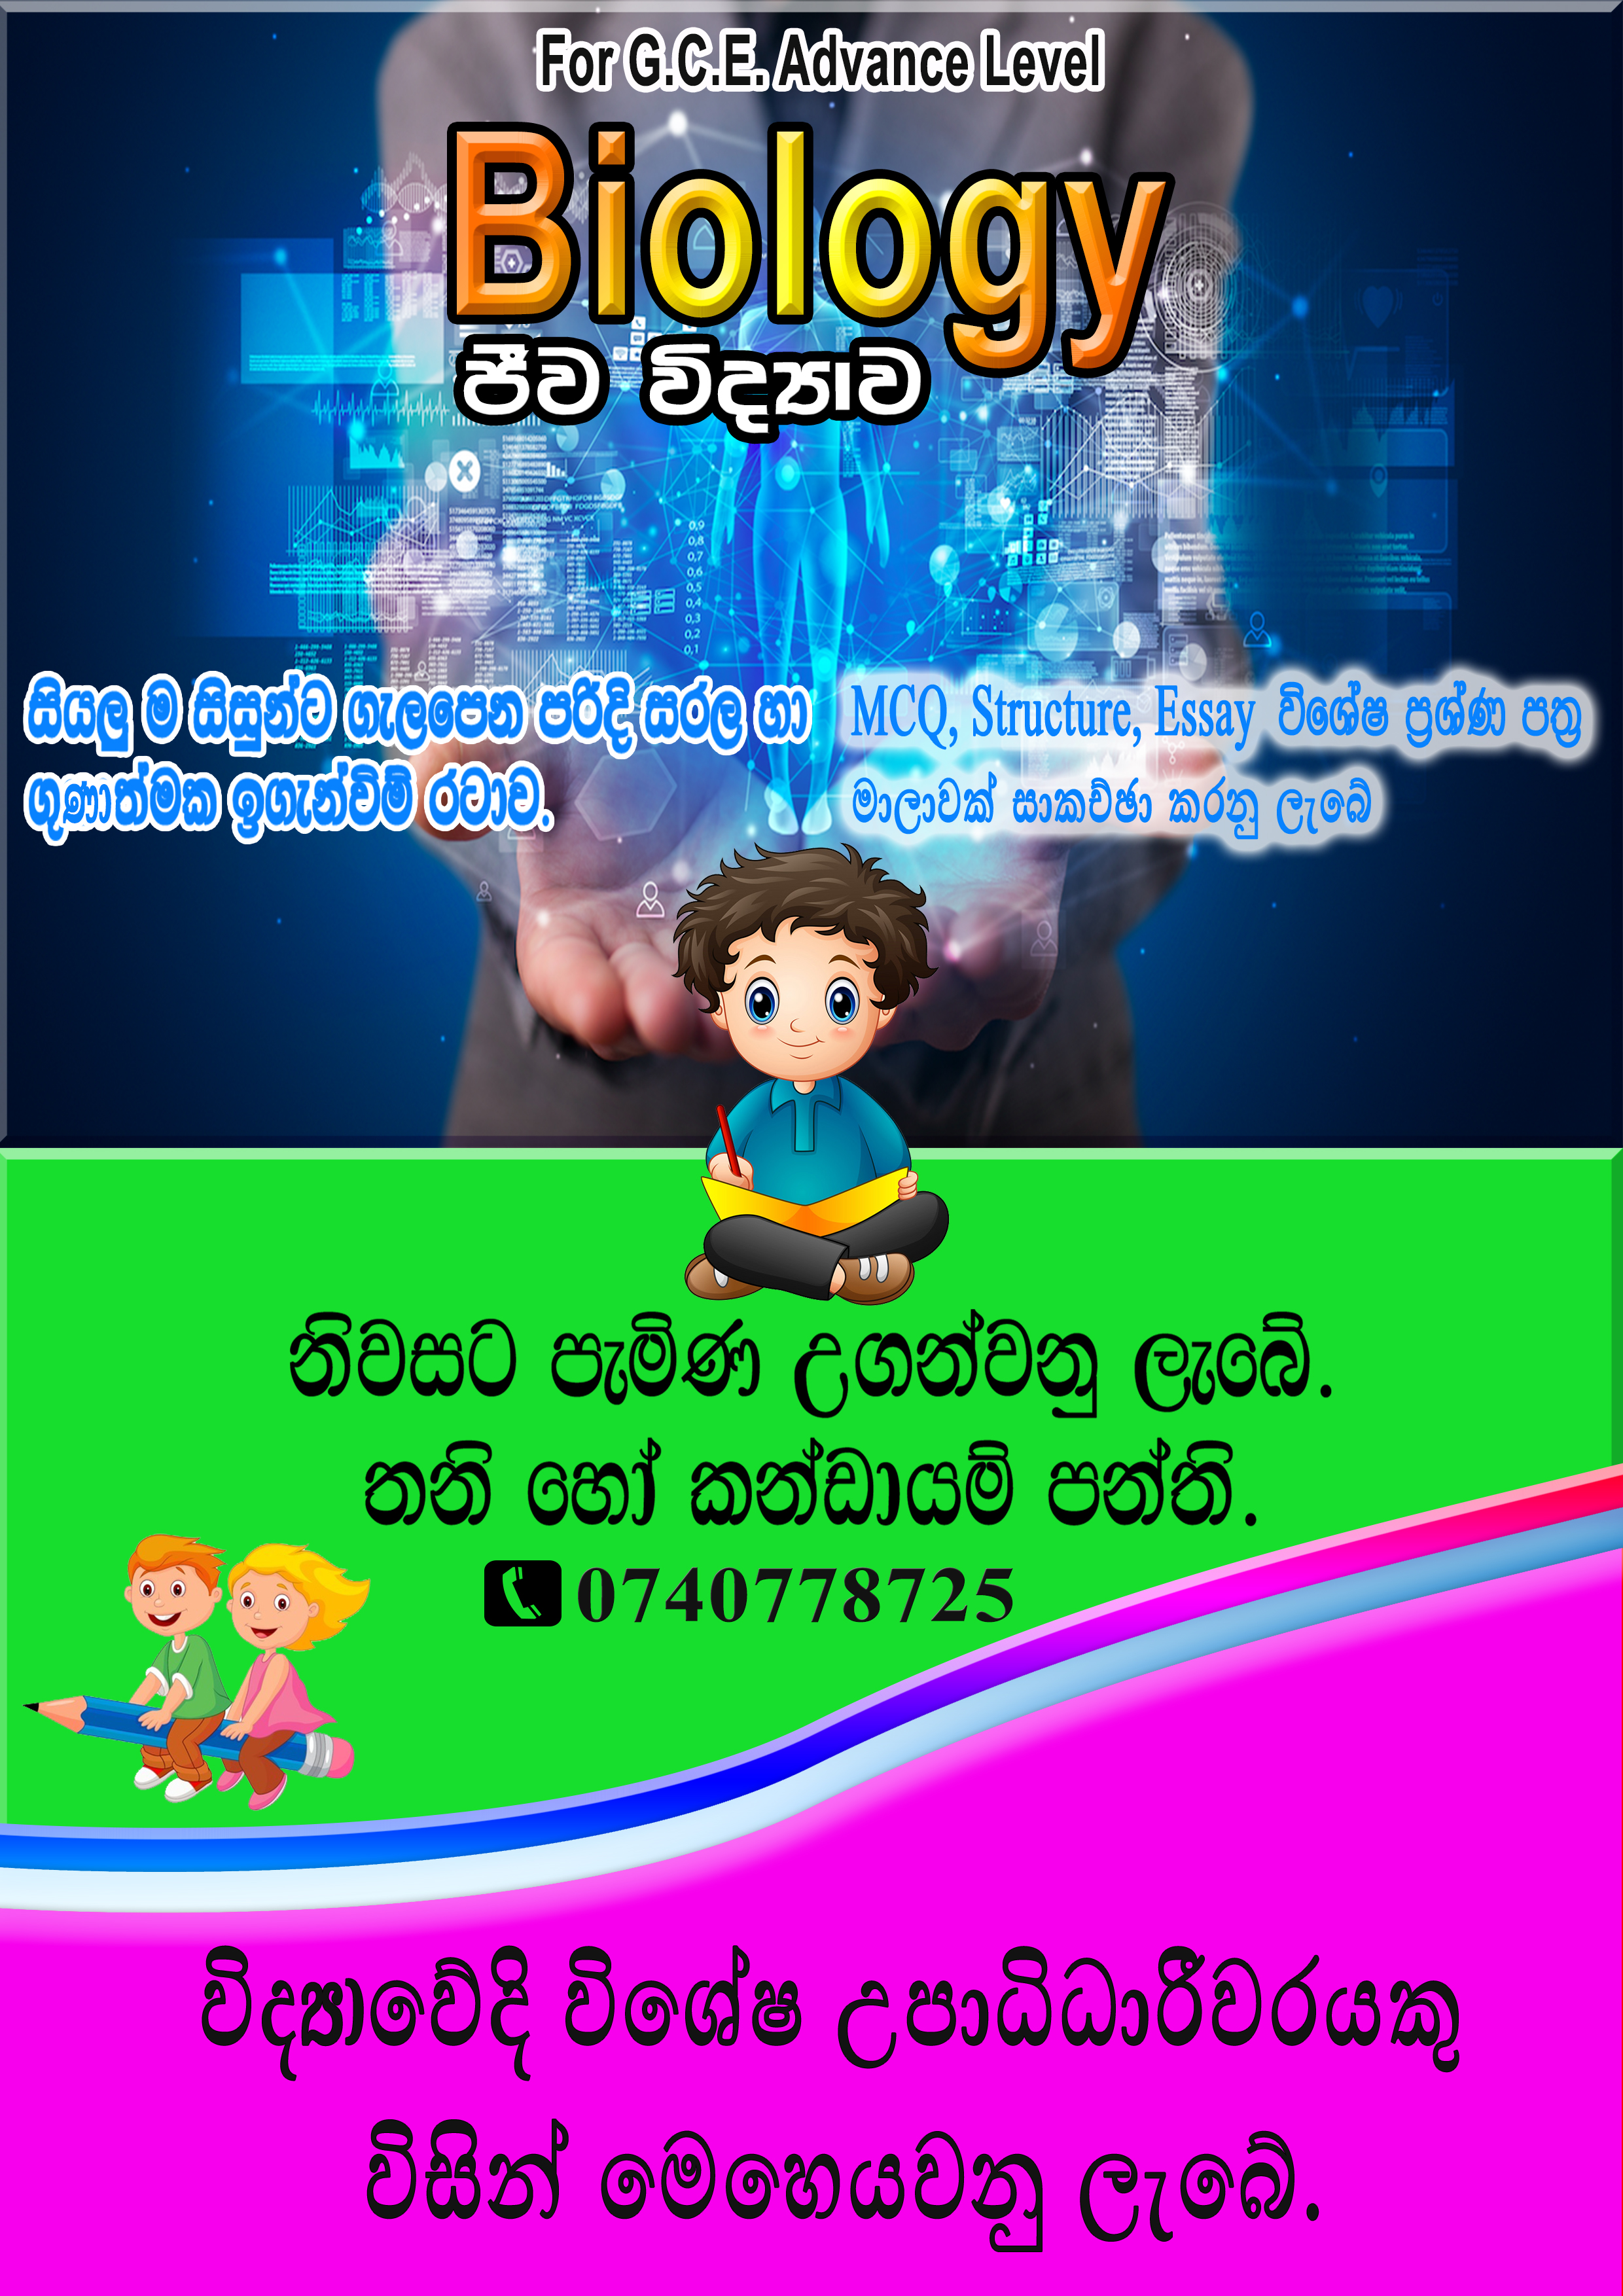 For G.C.E. Advance Level
Biology
ජීව විද්‍යාව
සියලු ම සිසුන්ට ගැලපෙන පරිදි සරල හා
ගුණාත්මක ඉගැන්වීම් රටාව.
MCQ, Structure, Essay විශේෂ ප්‍රශ්ණ පත්‍ර
මාලාවක් සාකච්ඡා කරනු ලැබේ
නිවසට පැමිණ උගන්වනු ලැබේ.
තනි හෝ කන්ඩායම් පන්ති.
0740778725
විද්‍යාවේදි විශේෂ උපාධිධාරීවරයකු
විසින් මෙහෙයවනු ලැබේ.